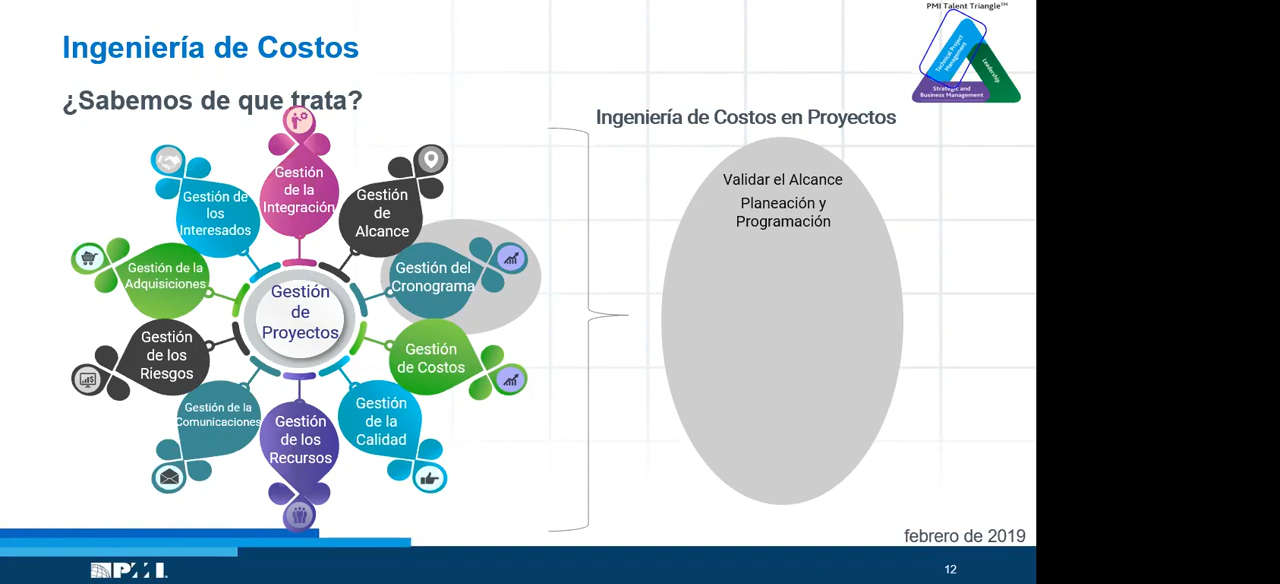 PMI Talent Triangle™
Ingeniería de Costos
¿Sabemos de que trata?
Technical Project
Management
Leadership
Strategic and
Business Management
Ingeniería de Costos en Proyectos
Gestión
de la
Integración
Gestión
de
Alcance
Gestión del
Cronograma
Gestión
de Costos
Gestión
de la
Calidad
Gestión
de los
Recursos
Gestión de la
Comunicaciones
Gestión
de los
Riesgos
Gestión de la
Adquisiciones
Gestión de
los
Interesados
Gestión
de
Proyectos
Validar el Alcance
Planeación y
Programación
febrero de 2019
PMI
12